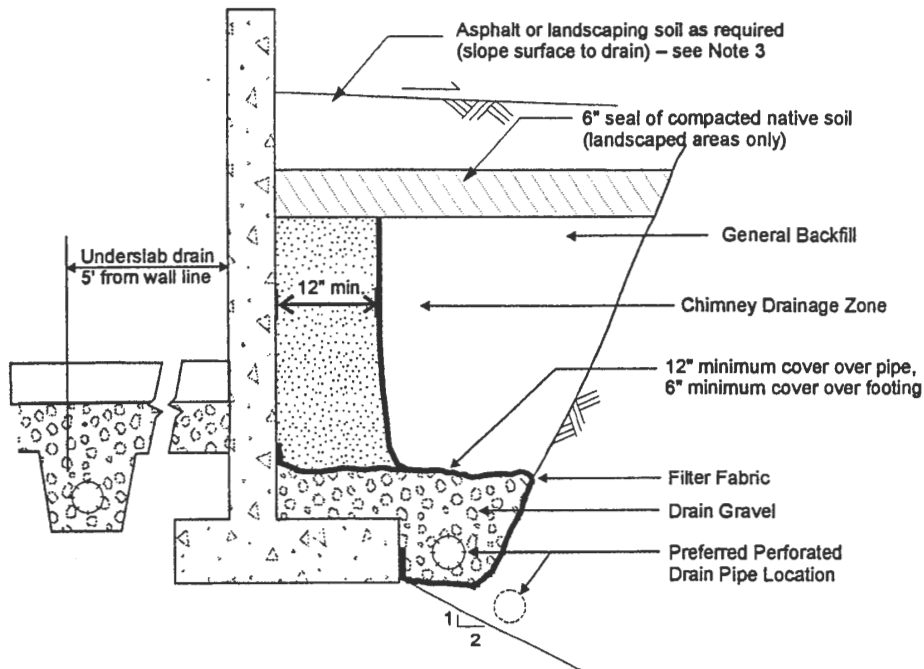 Asphalt or landscaping soil as required
(slope surface to drain) – see Note 3
6" seal of compacted native soil
(landscaped areas only)
General Backfill
Underslab drain
5' from wall line
12" min.
Chimney Drainage Zone
12" minimum cover over pipe,
6" minimum cover over footing
Filter Fabric
Drain Gravel
Preferred Perforated
Drain Pipe Location
1
2